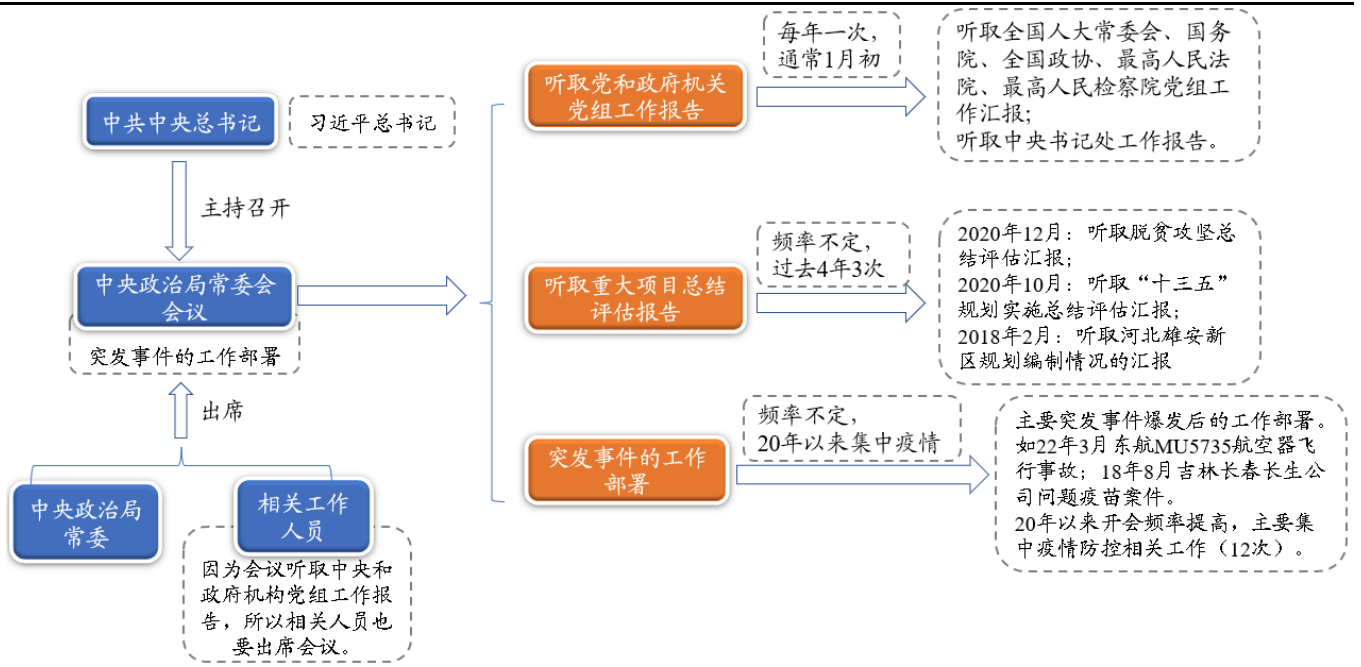 中共中央总书记
习近平总书记
主持召开
中央政治局常委会
会议
突发事件的工作部署
出席
中央政治局
常委
相关工作
人员
因为会议听取中央和
政府机构党组工作报
告，所以相关人员也
要出席会议。
听取党和政府机关
党组工作报告
每年一次，
通常1月初
听取全国人大常委会、国务
院、全国政协、最高人民法
院、最高人民检察院党组工
作汇报；
听取中央书记处工作报告。
听取重大项目总结
评估报告
频率不定，
过去4年3次
2020年12月：听取脱贫攻坚总
结评估汇报；
2020年10月：听取“十三五”
规划实施总结评估汇报；
2018年2月：听取河北雄安新
区规划编制情况的汇报
突发事件的工作
部署
频率不定，
20年以来集中疫情
主要突发事件爆发后的工作部署。
如22年3月东航MU5735航空器飞
行事故；18年8月吉林长春长生公
司问题疫苗案件。
20年以来开会频率提高，主要集
中疫情防控相关工作（12次）。